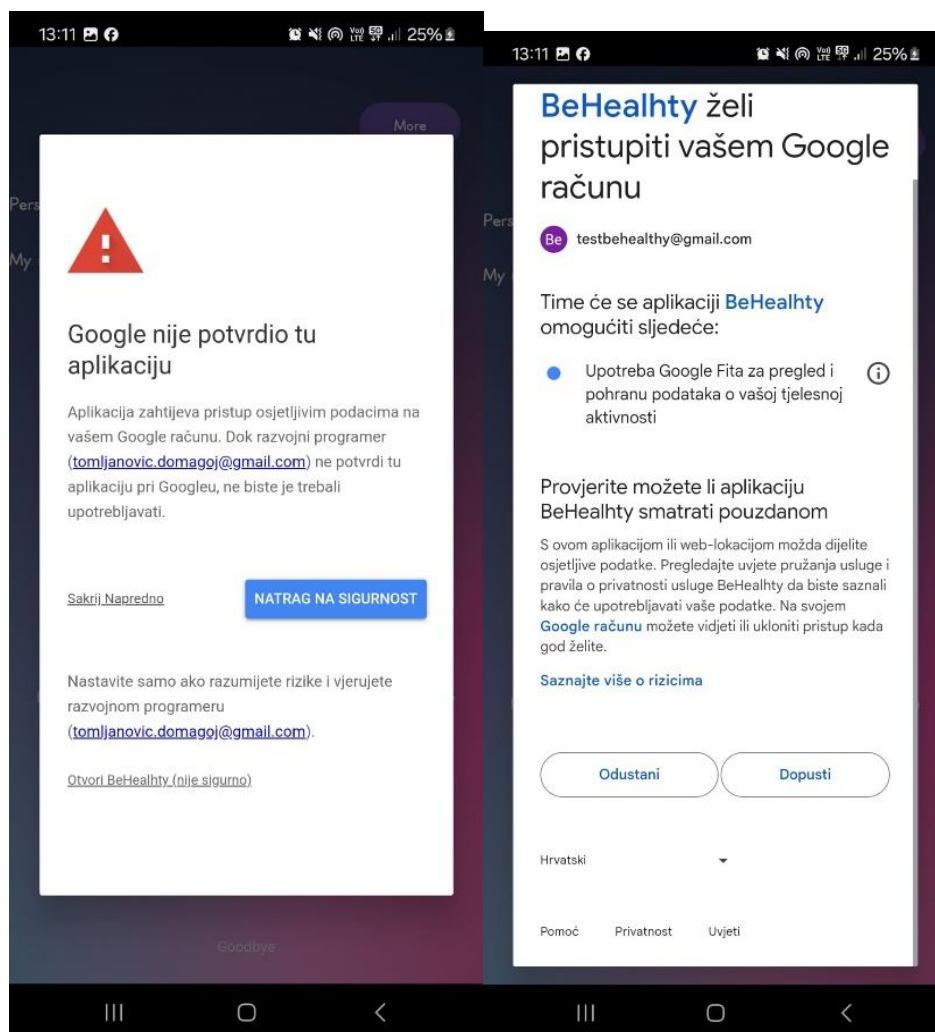 13:11
25%
More
Pers
My
Google nije potvrdio tu
aplikaciju
Aplikacija zahtijeva pristup osjetljivim podacima na
vašem Google računu. Dok razvojni programer
(tomljanovic.domagoj@gmail.com) ne potvrdi tu
aplikaciju pri Googleu, ne biste je trebali
upotrebljavati.
Sakrij Napredno
NATRAG NA SIGURNOST
Nastavite samo ako razumijete rizike i vjerujete
razvojnom programeru
(tomljanovic.domagoj@gmail.com).
Otvori BeHealhty (nije sigurno)
Goodbye
13:11
25%
Pers
My
BeHealhty želi
pristupiti vašem Google
računu
Be testbehealthy@gmail.com
Time će se aplikaciji BeHealhty
omogućiti sljedeće:
Upotreba Google Fita za pregled i
pohranu podataka o vašoj tjelesnoj
aktivnosti
Provjerite možete li aplikaciju
BeHealhty smatrati pouzdanom
S ovom aplikacijom ili web-lokacijom možda dijelite
osjetljive podatke. Pregledajte uvjete pružanja usluge i
pravila o privatnosti usluge BeHealhty da biste saznali
kako će upotrebljavati vaše podatke. Na svojem
Google računu možete vidjeti ili ukloniti pristup kada
god želite.
Saznajte više o rizicima
Odustani
Dopusti
Hrvatski
Pomoć Privatnost Uvjeti